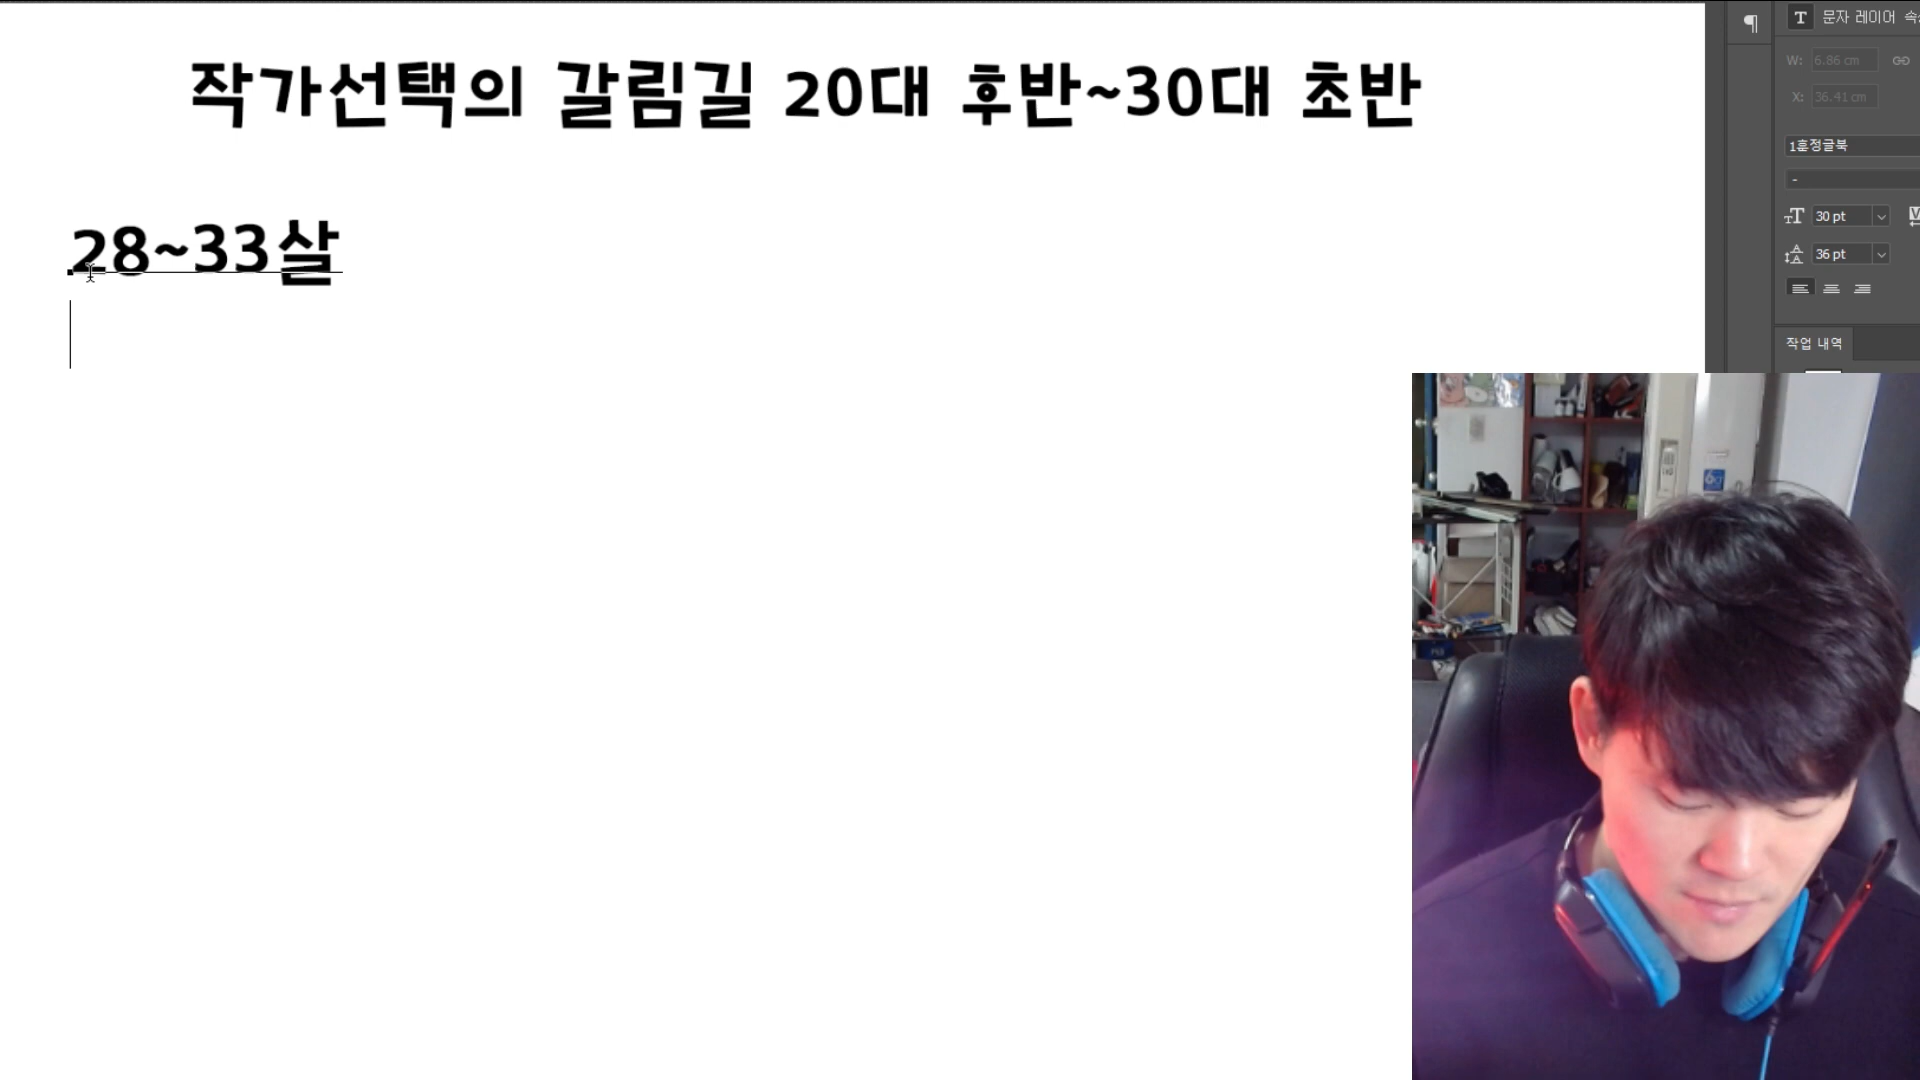 작가선택의 갈림길 20대 후반~30대 초반
28~33살
문자 레이어
W: 6.86 cm
X: 36.41 cm
1훈정글북
-
30 pt
36 pt
작업 내역